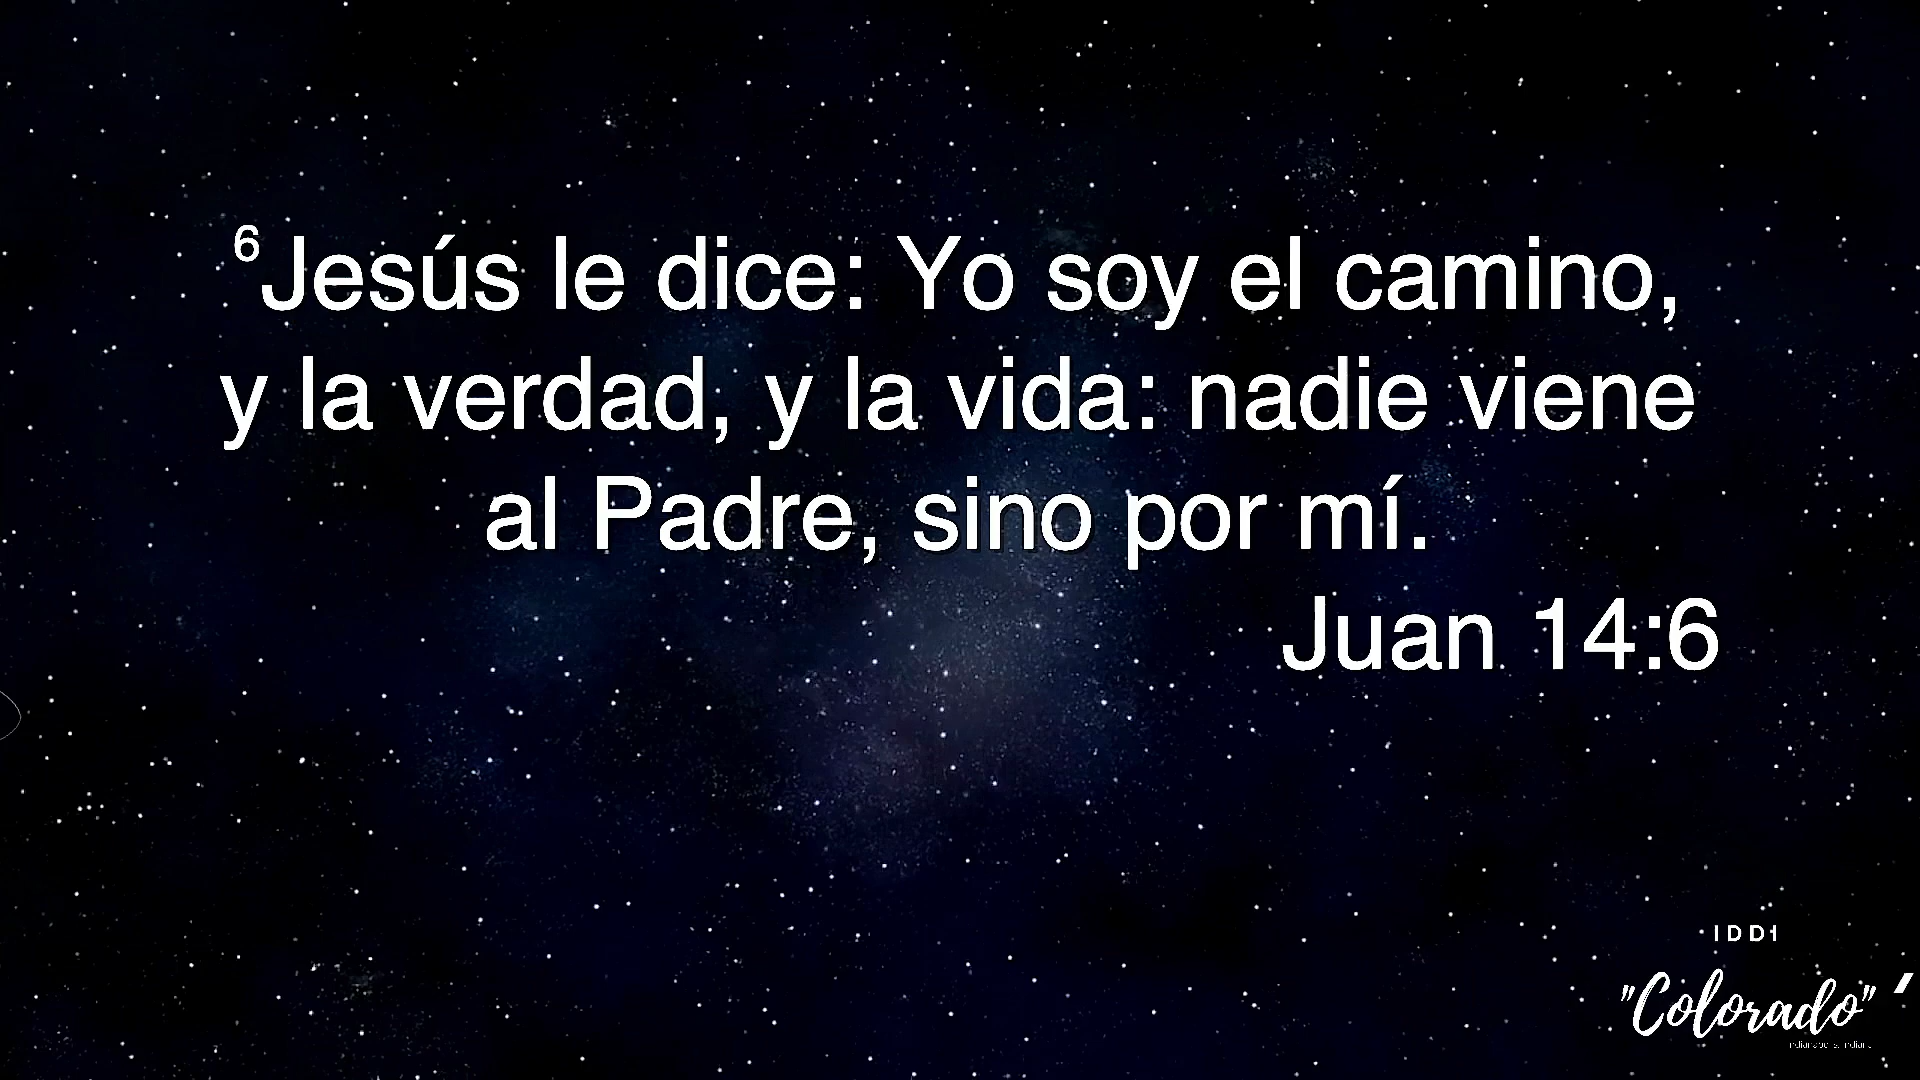 ⁶Jesús le dice: Yo soy el camino,
y la verdad, y la vida: nadie viene
al Padre, sino por mí.
Juan 14:6
IDDI
"Colorado"